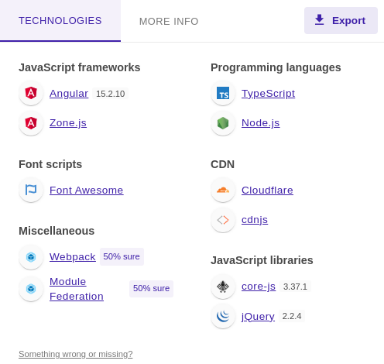 TECHNOLOGIES
MORE INFO
Export
JavaScript frameworks
Angular 15.2.10
Zone.js
Font scripts
Font Awesome
Miscellaneous
Webpack 50% sure
Module
Federation 50% sure
Programming languages
TS TypeScript
Node.js
CDN
Cloudflare
cdnjs
JavaScript libraries
core-js 3.37.1
jQuery 2.2.4
Something wrong or missing?